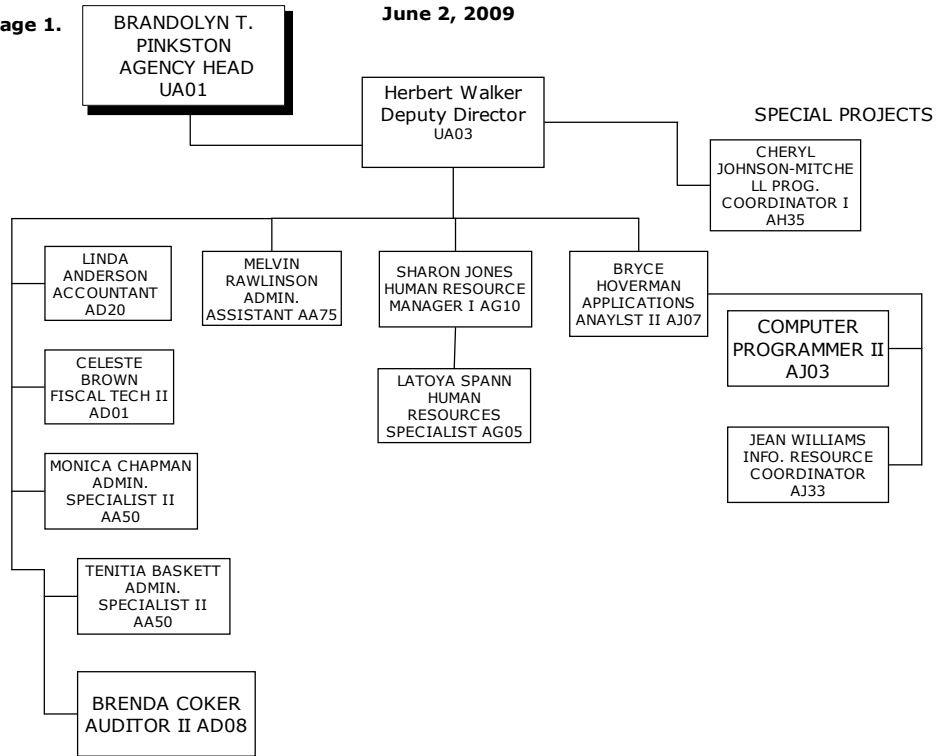 age 1.
June 2, 2009
BRANDOLYN T.
PINKSTON
AGENCY HEAD
UA01
Herbert Walker
Deputy Director
UA03
SPECIAL PROJECTS
CHERYL
JOHNSON-MITCHE
LL PROG.
COORDINATOR I
AH35
LINDA
ANDERSON
ACCOUNTANT
AD20
MELVIN
RAWLINSON
ADMIN.
ASSISTANT AA75
SHARON JONES
HUMAN RESOURCE
MANAGER I AG10
BRYCE
HOVERMAN
APPLICATIONS
ANAYLST II AJ07
COMPUTER
PROGRAMMER II
AJ03
CELESTE
BROWN
FISCAL TECH II
AD01
LATOYA SPANN
HUMAN
RESOURCES
SPECIALIST AG05
JEAN WILLIAMS
INFO. RESOURCE
COORDINATOR
AJ33
MONICA CHAPMAN
ADMIN.
SPECIALIST II
AA50
TENITIA BASKETT
ADMIN.
SPECIALIST II
AA50
BRENDA COKER
AUDITOR II AD08